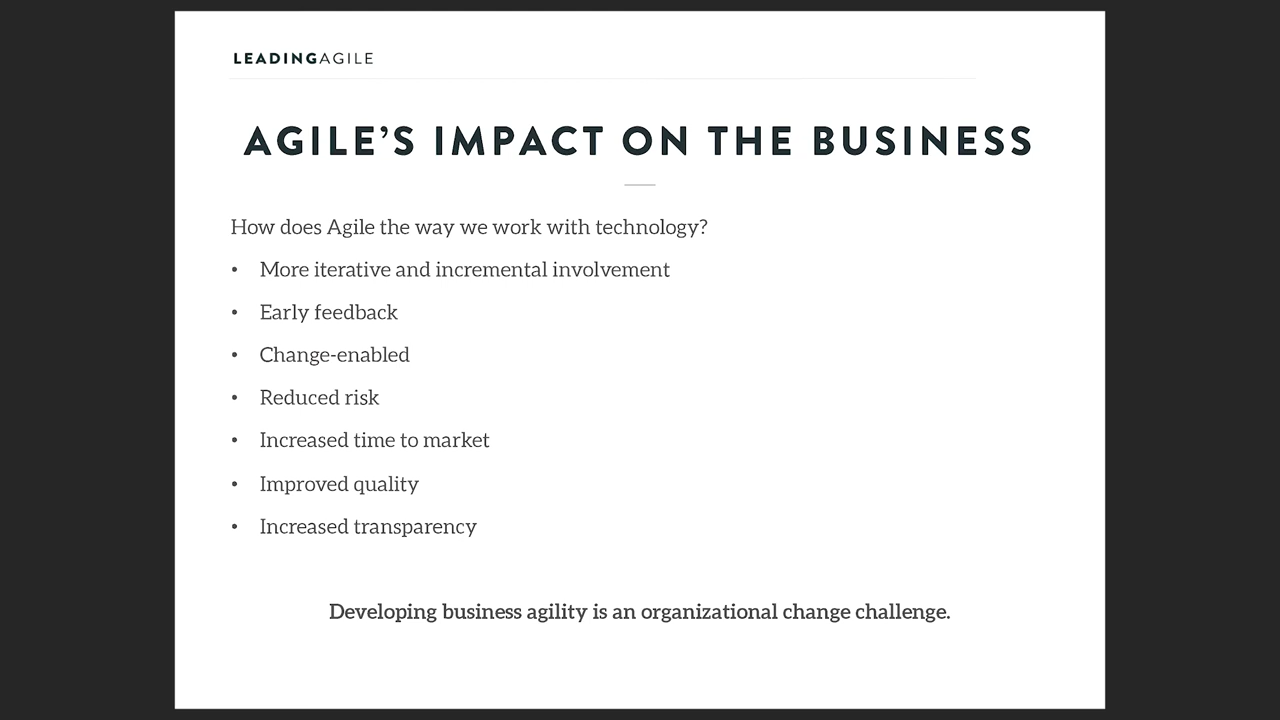 LEADINGAGILE
AGILE’S IMPACT ON THE BUSINESS
How does Agile the way we work with technology?
• More iterative and incremental involvement
• Early feedback
• Change-enabled
• Reduced risk
• Increased time to market
• Improved quality
• Increased transparency
Developing business agility is an organizational change challenge.